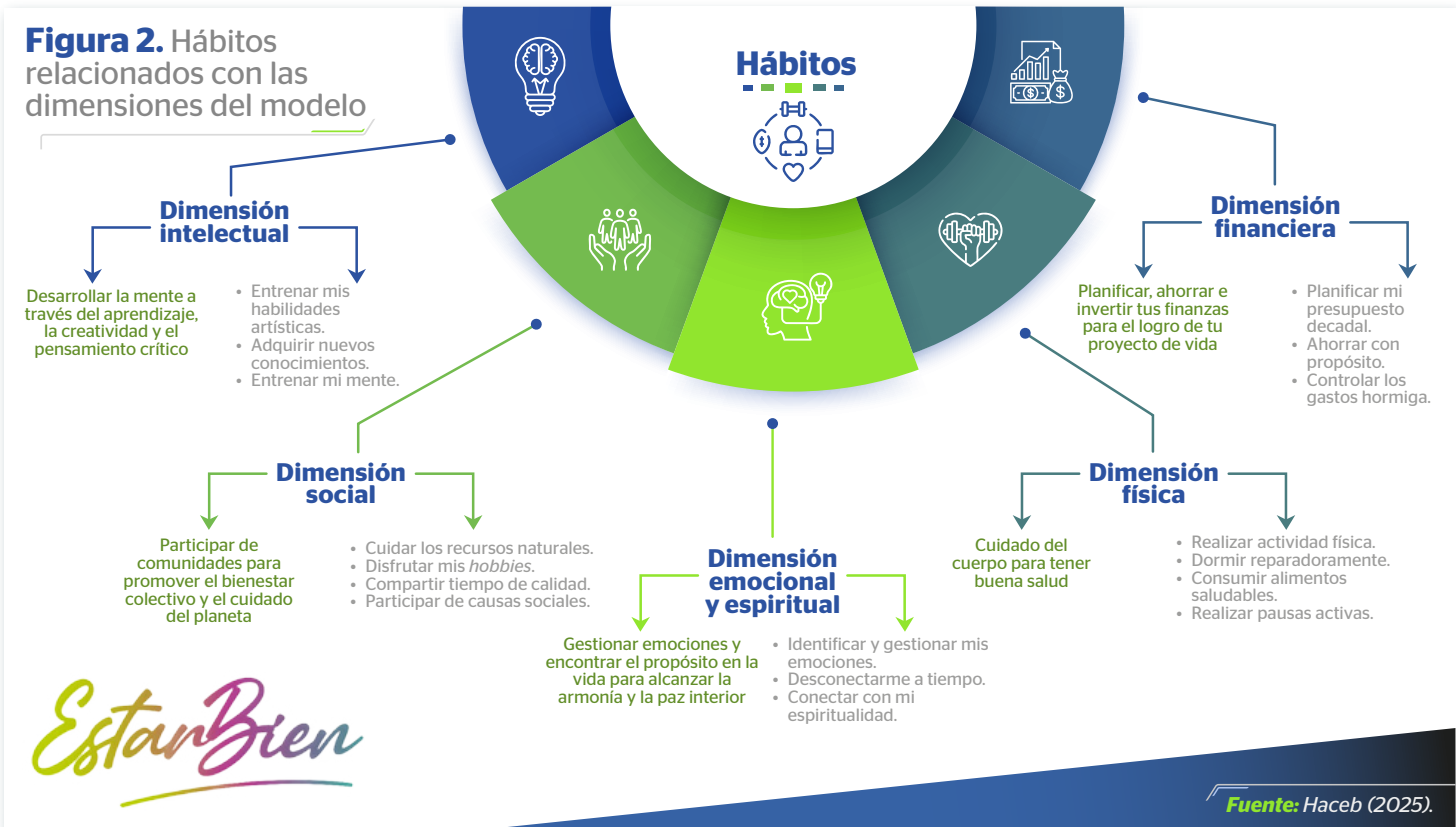 Figura 2. Hábitos
relacionados con las
dimensiones del modelo
Hábitos
Dimensión
intelectual
Desarrollar la mente a
través del aprendizaje,
la creatividad y el
pensamiento crítico
• Entrenar mis
habilidades
artísticas.
• Adquirir nuevos
conocimientos.
• Entrenar mi mente.
Dimensión
social
Participar de
comunidades para
promover el bienestar
colectivo y el cuidado
del planeta
• Cuidar los recursos naturales.
• Disfrutar mis hobbies.
• Compartir tiempo de calidad.
• Participar de causas sociales.
Dimensión
emocional
y espiritual
Gestionar emociones y
encontrar el propósito en la
vida para alcanzar la
armonía y la paz interior
• Identificar y gestionar mis
emociones.
• Desconectarme a tiempo.
• Conectar con mi
espiritualidad.
Dimensión
física
Cuidado del
cuerpo para tener
buena salud
• Realizar actividad física.
• Dormir reparadoramente.
• Consumir alimentos
saludables.
• Realizar pausas activas.
Dimensión
financiera
Planificar, ahorrar e
invertir tus finanzas
para el logro de tu
proyecto de vida
• Planificar mi
presupuesto
decadal.
• Ahorrar con
propósito.
• Controlar los
gastos hormiga.
EstarBien
Fuente: Haceb (2025).